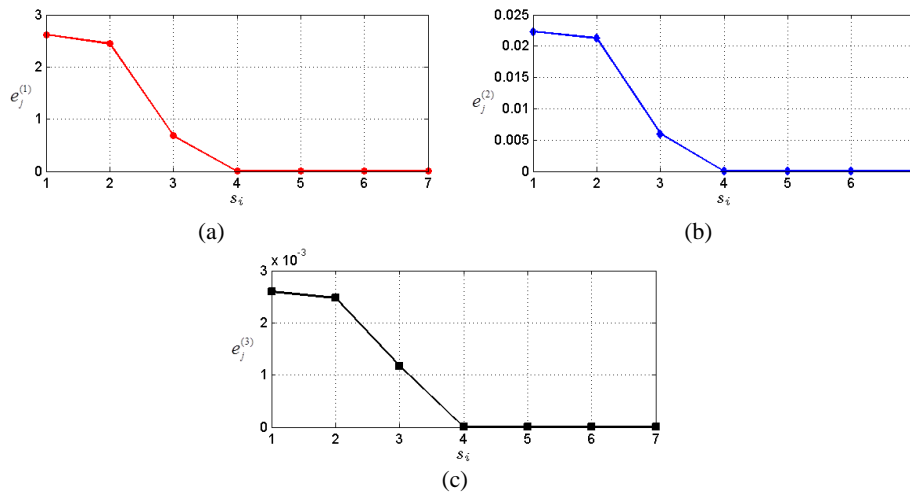 3
2
1
0
e_j^{(1)}
1 2 3 4 5 6 7
s_i
(a)
0.025
0.02
0.015
0.01
0.005
0
e_j^{(2)}
1 2 3 4 5 6
s_i
(b)
x 10^{-3}
3
2
1
0
e_j^{(3)}
1 2 3 4 5 6 7
s_i
(c)